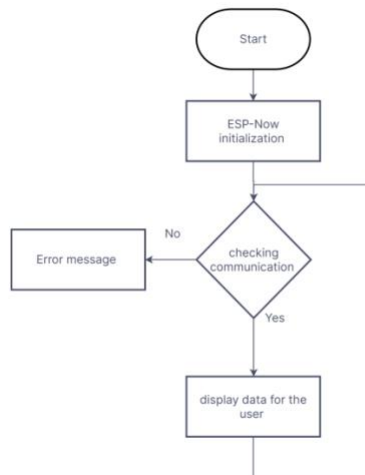 Start
ESP-Now
initialization
No
Error message
checking
communication
Yes
display data for the
user